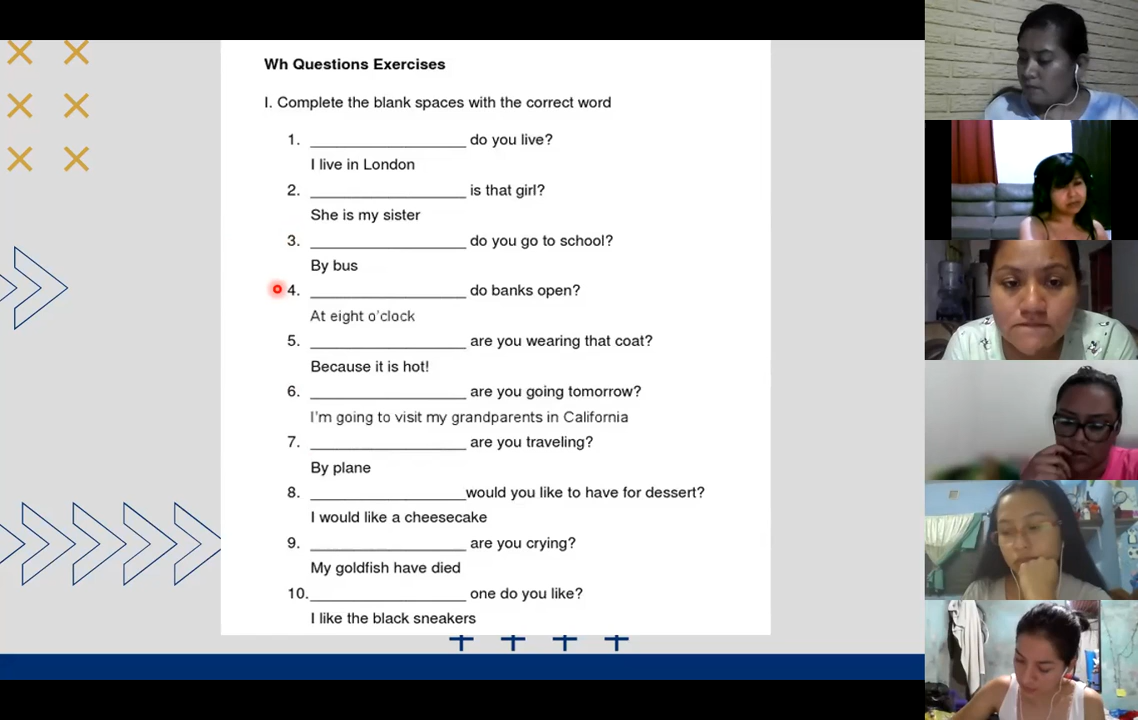 Wh Questions Exercises
I. Complete the blank spaces with the correct word
1. ___________________ do you live?
I live in London
2. ___________________ is that girl?
She is my sister
3. ___________________ do you go to school?
By bus
4. ___________________ do banks open?
At eight o'clock
5. ___________________ are you wearing that coat?
Because it is hot!
6. ___________________ are you going tomorrow?
I'm going to visit my grandparents in California
7. ___________________ are you traveling?
By plane
8. ___________________would you like to have for dessert?
I would like a cheesecake
9. ___________________ are you crying?
My goldfish have died
10.___________________ one do you like?
I like the black sneakers